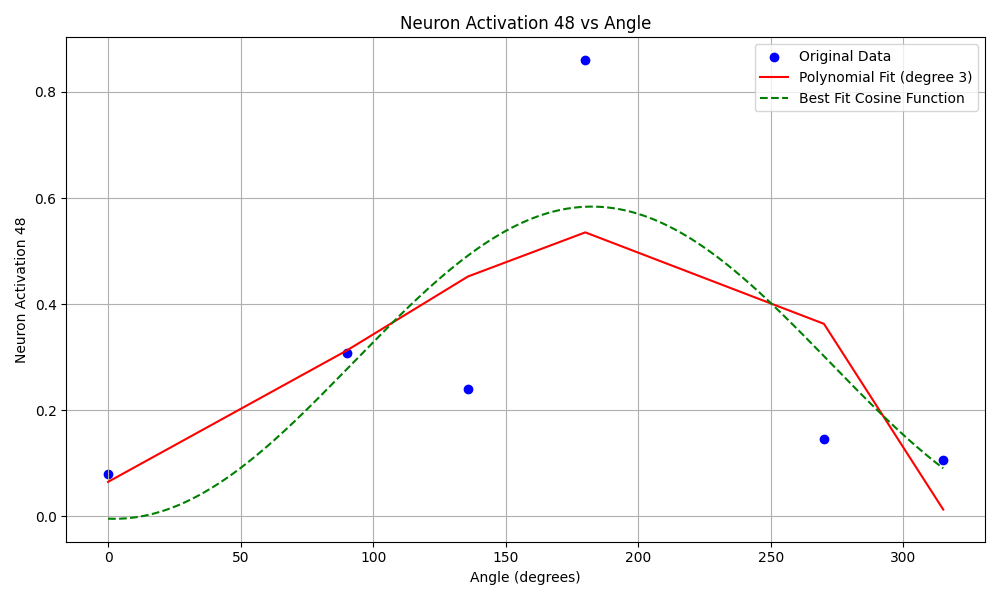 Neuron Activation 48 vs Angle
Original Data
Polynomial Fit (degree 3)
Best Fit Cosine Function
Neuron Activation 48
0.8
0.6
0.4
0.2
0.0
0 50 100 150 200 250 300
Angle (degrees)